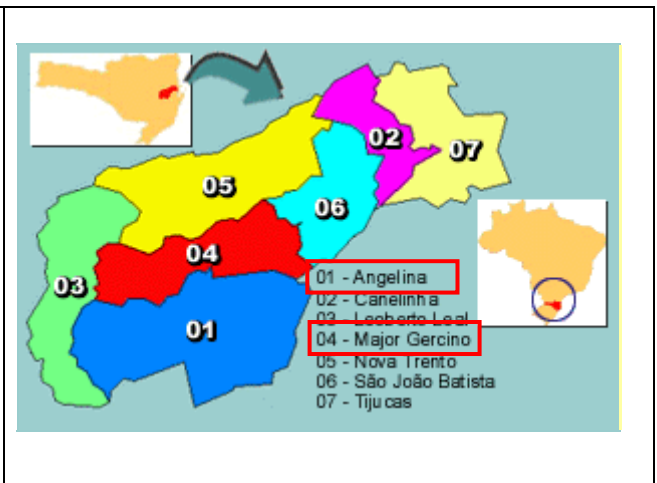 02
07
05
06
04
03
01
01 - Angelina
02 - Canelinha
03 - Leoberto Leal
04 - Major Gercino
05 - Nova Trento
06 - São João Batista
07 - Tijucas